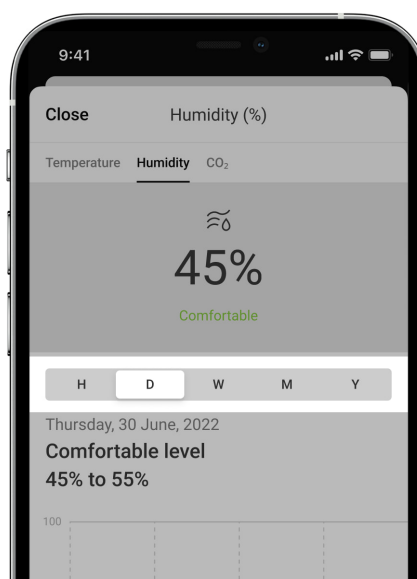 9:41
Close Humidity (%)
Temperature Humidity CO₂
45%
Comfortable
H D W M Y
Thursday, 30 June, 2022
Comfortable level
45% to 55%
100